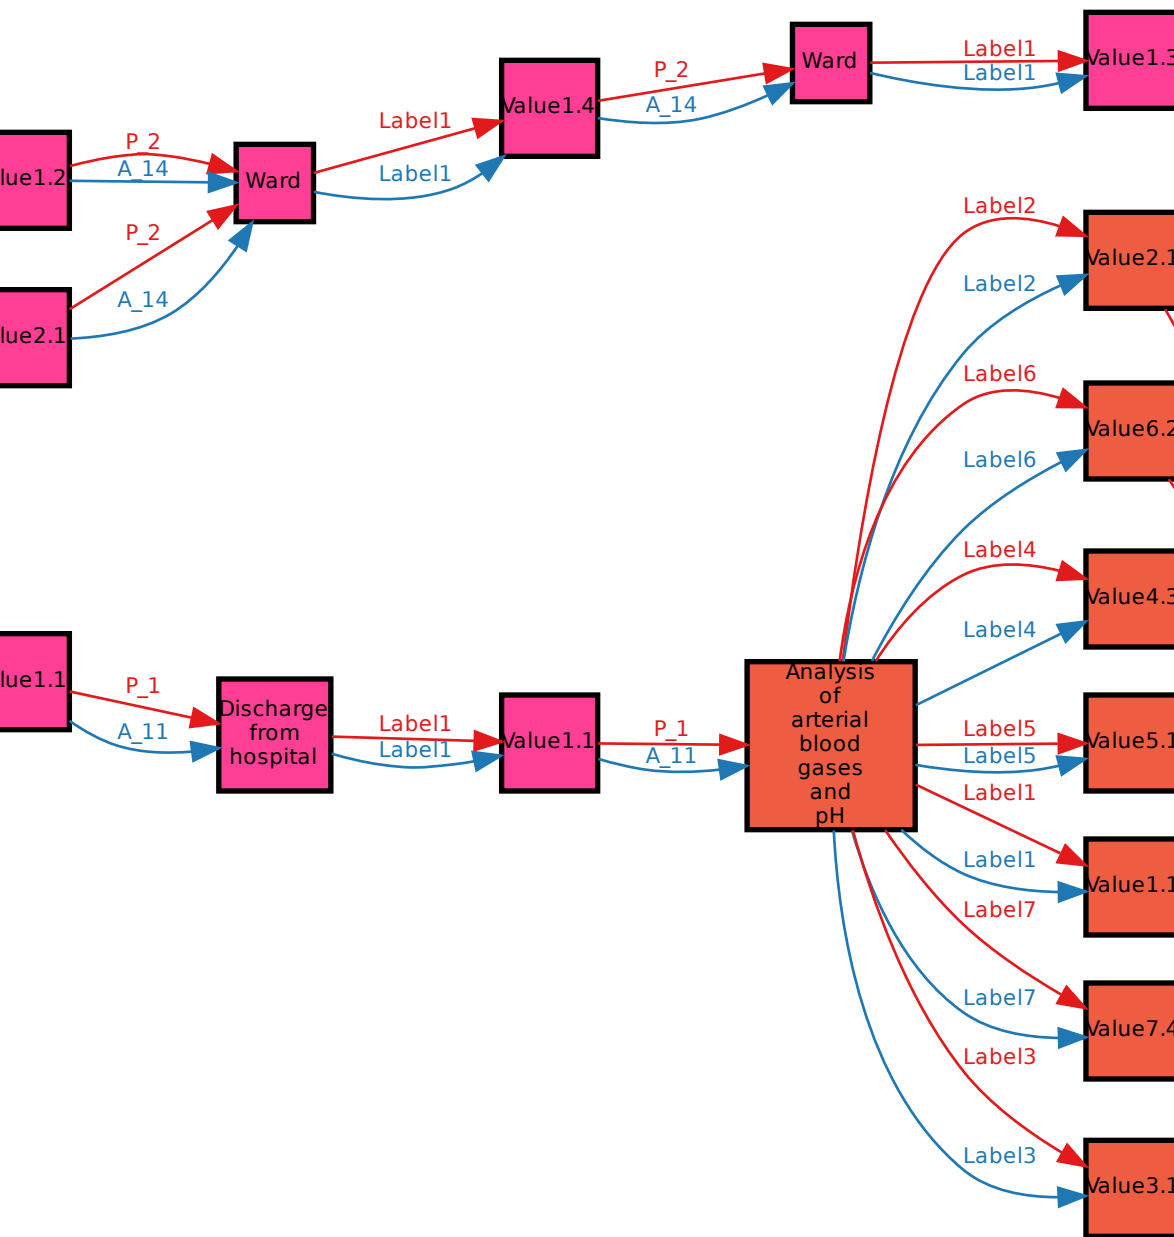 Label1
Value1.3
Label1
P_2
Ward
A_14
Label1
Value1.4
Label1
P_2
A_14
lue1.2
Ward
P_2
A_14
lue2.1
Label2
Value2.1
Label2
Label6
Value6.2
Label6
Label4
Value4.3
Label4
lue1.1
P_1
A_11
Discharge
from
hospital
Label1
Label1
Value1.1
P_1
A_11
Analysis
of
arterial
blood
gases
and
pH
Label5
Value5.1
Label5
Label1
Value1.1
Label1
Label7
Label7
Value7.4
Label3
Label3
Value3.1